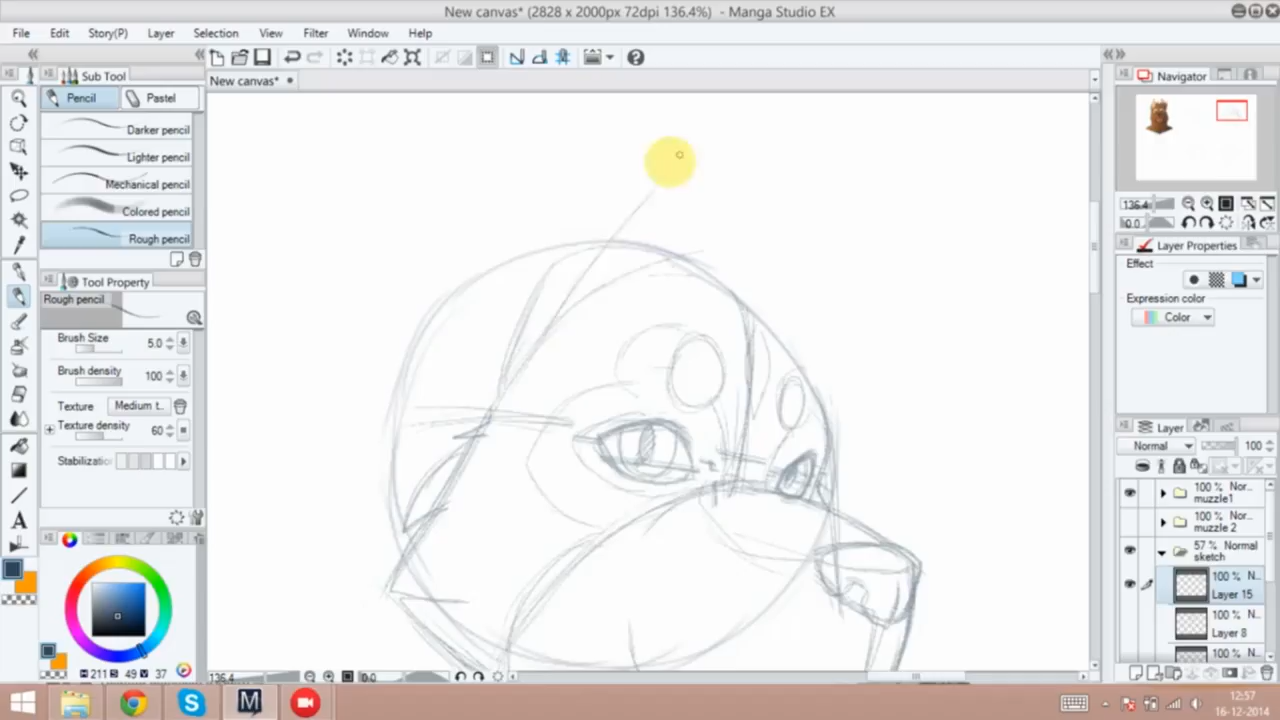 New canvas* (2828 x 2000px 72dpi 136.4%) - Manga Studio EX
File Edit Story(P) Layer Selection View Filter Window Help
Sub Tool
New canvas*
Navigator
Pencil Pastel
Darker pencil
Lighter pencil
Mechanical pencil
Colored pencil
Rough pencil
136.4
0.0
Layer Properties
Effect
Expression color
Color
Tool Property
Rough pencil
Brush Size 5.0
Brush density 100
Texture Medium t..
Texture density 60
Stabilizatio
Layer
Normal 100
100 % Nor..
muzzle1
100 % Nor..
muzzle 2
57 % Normal
sketch
100 % N..
Layer 15
100 % N..
Layer 8
100 % N..
H 211 S 49 V 37
136.4 0.0
12:57
16-12-2014